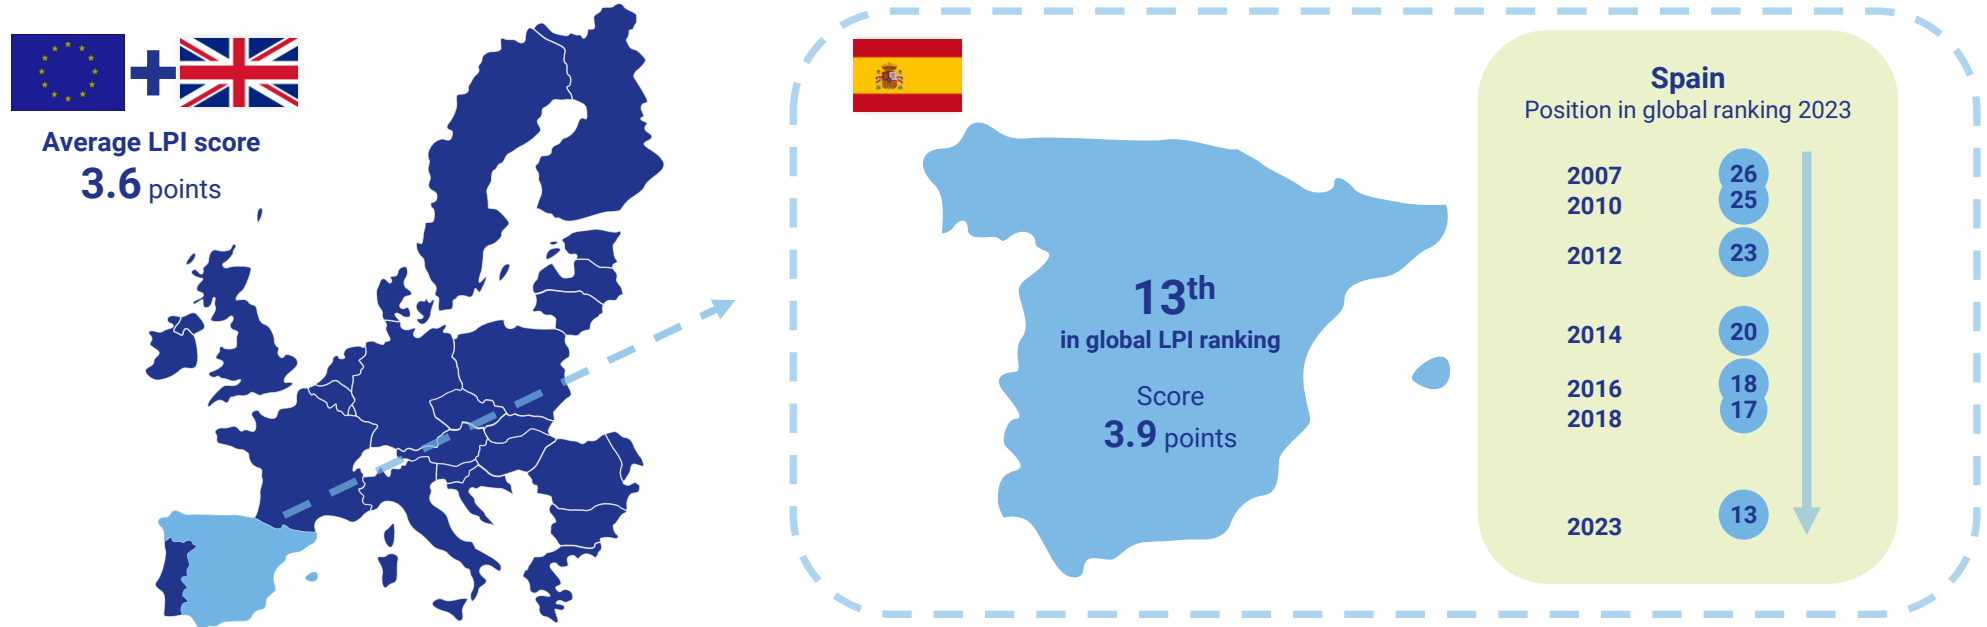 Average LPI score
3.6 points
13th
in global LPI ranking
Score
3.9 points
Spain
Position in global ranking 2023
2007 26
2010 25
2012 23
2014 20
2016 18
2018 17
2023 13